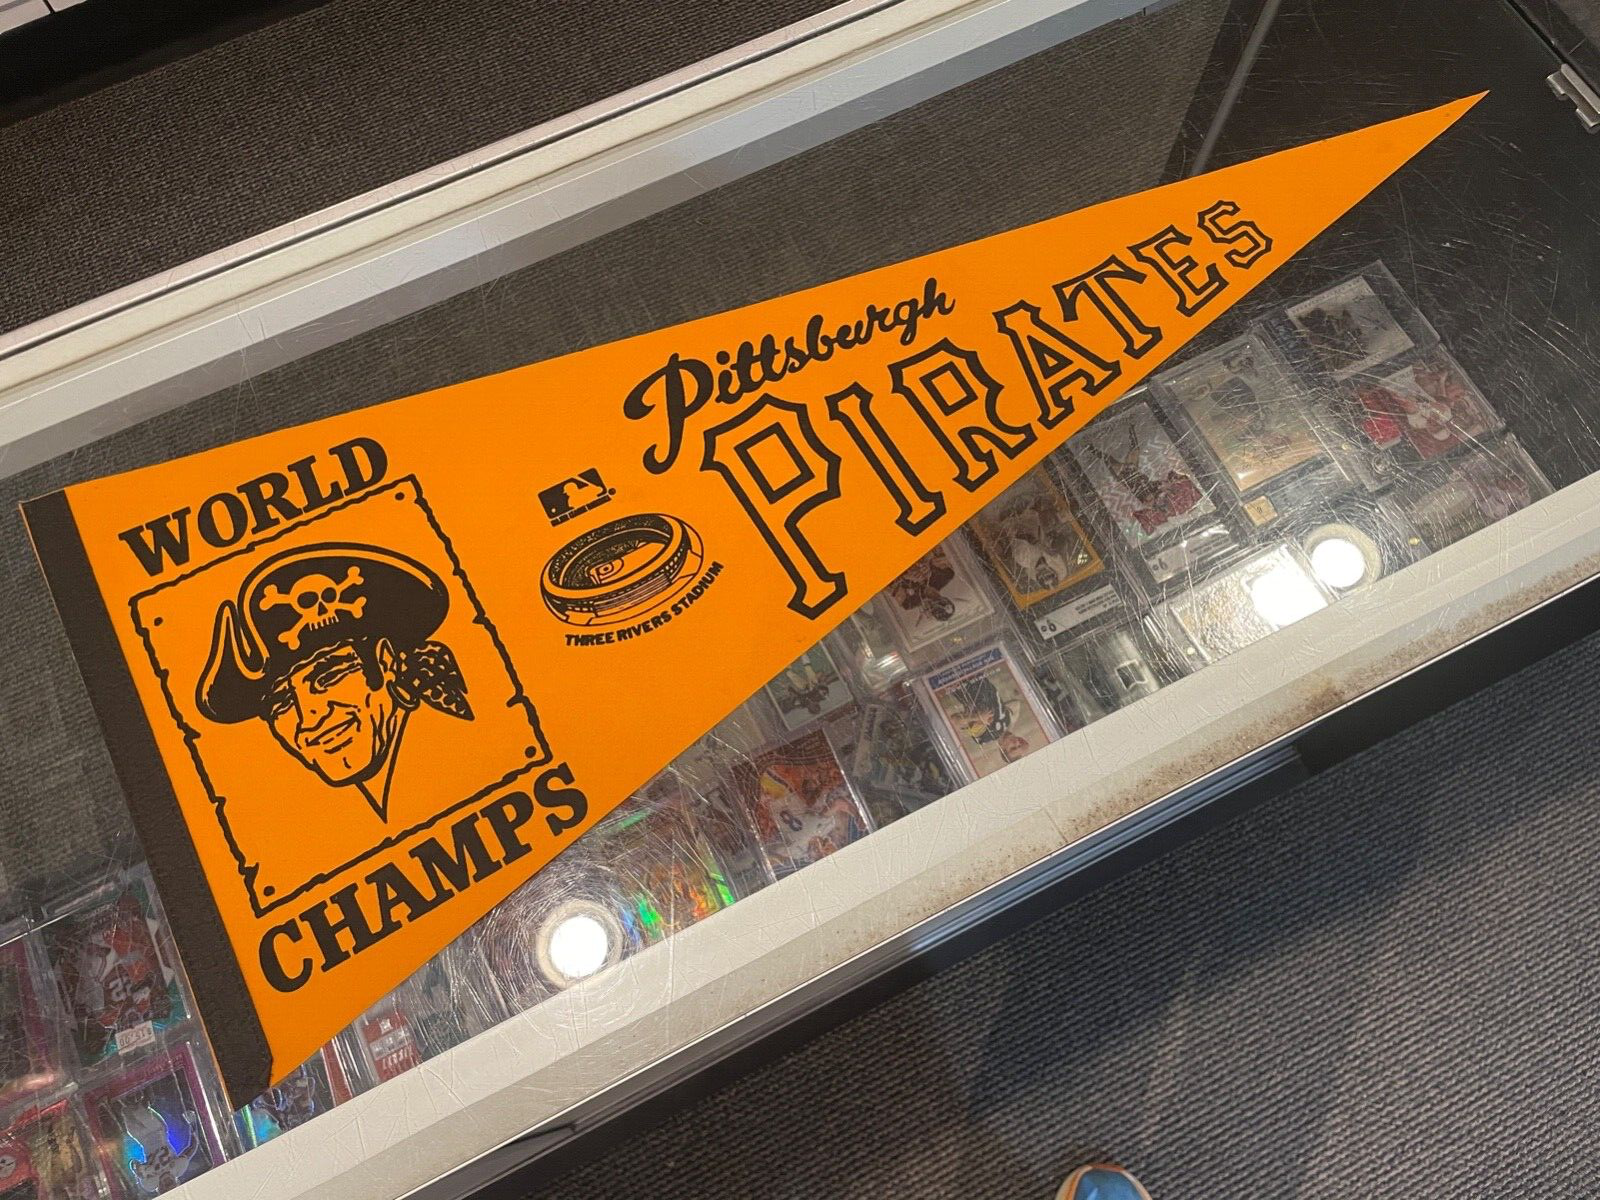 WORLD
CHAMPS
THREE RIVERS STADIUM
Pittsburgh
PIRATES